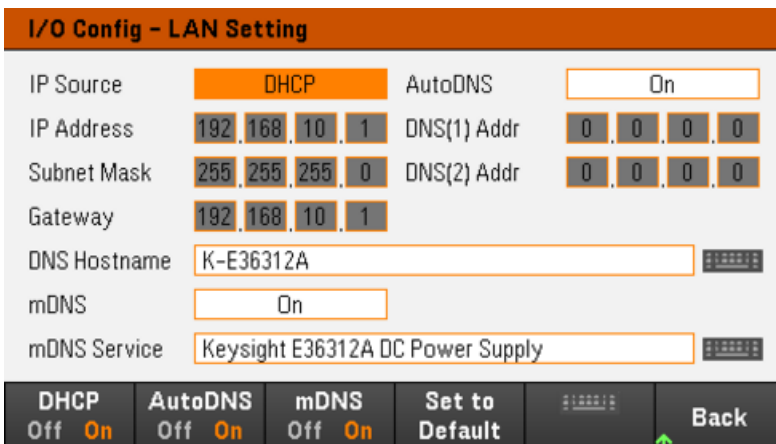 I/O Config – LAN Setting
IP Source DHCP AutoDNS On
IP Address 192 . 168 . 10 . 1 DNS(1) Addr 0 . 0 . 0 . 0
Subnet Mask 255 . 255 . 255 . 0 DNS(2) Addr 0 . 0 . 0 . 0
Gateway 192 . 168 . 10 . 1
DNS Hostname K-E36312A
mDNS On
mDNS Service Keysight E36312A DC Power Supply
DHCP AutoDNS mDNS Set to
Off On Off On Off On Default Back